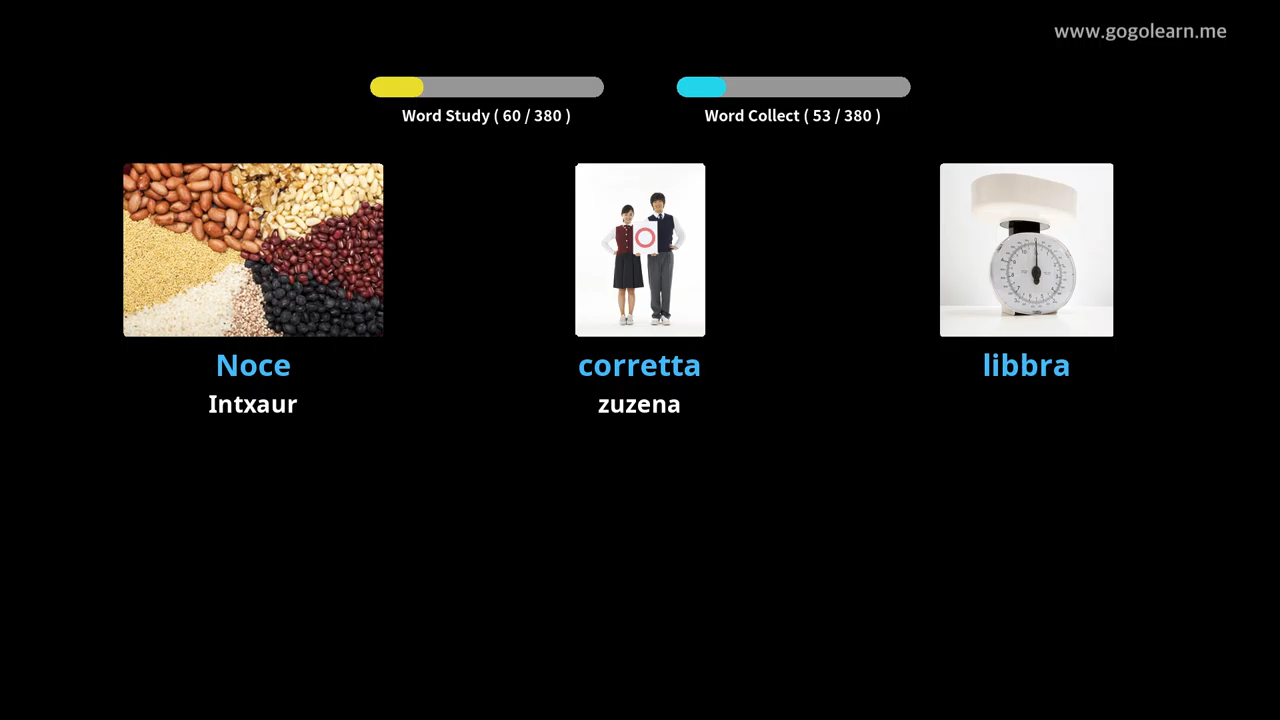 www.gogolearn.me
Word Study ( 60 / 380 )
Word Collect ( 53 / 380 )
Noce
Intxaur
corretta
zuzena
libbra